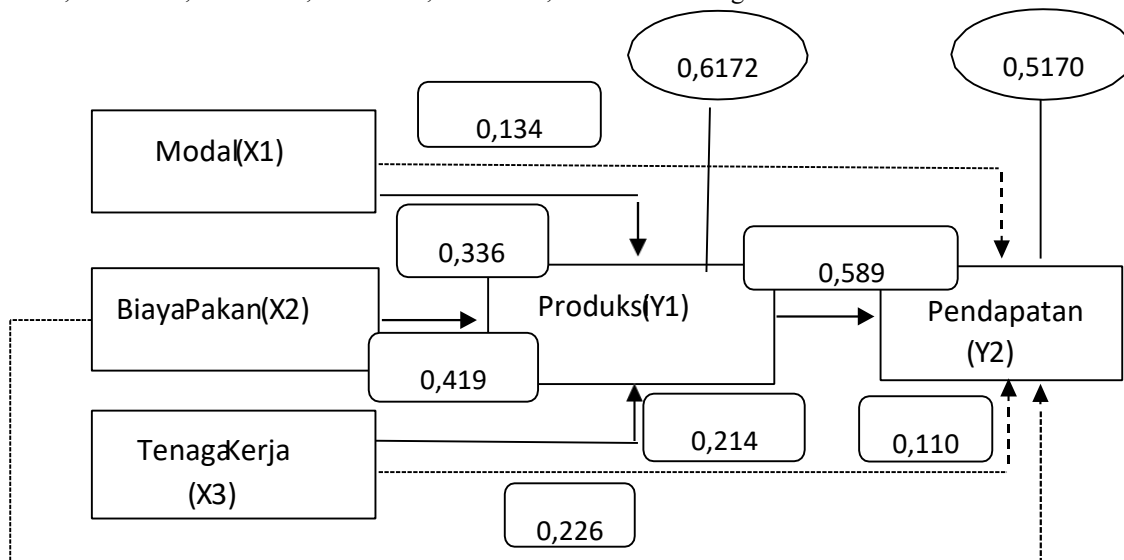 0,6172
0,5170
0,134
Modal(X1)
0,336
0,589
BiayaPakan(X2)
Produksi(Y1)
Pendapatan
(Y2)
0,419
0,214
0,110
TenagaKerja
(X3)
0,226